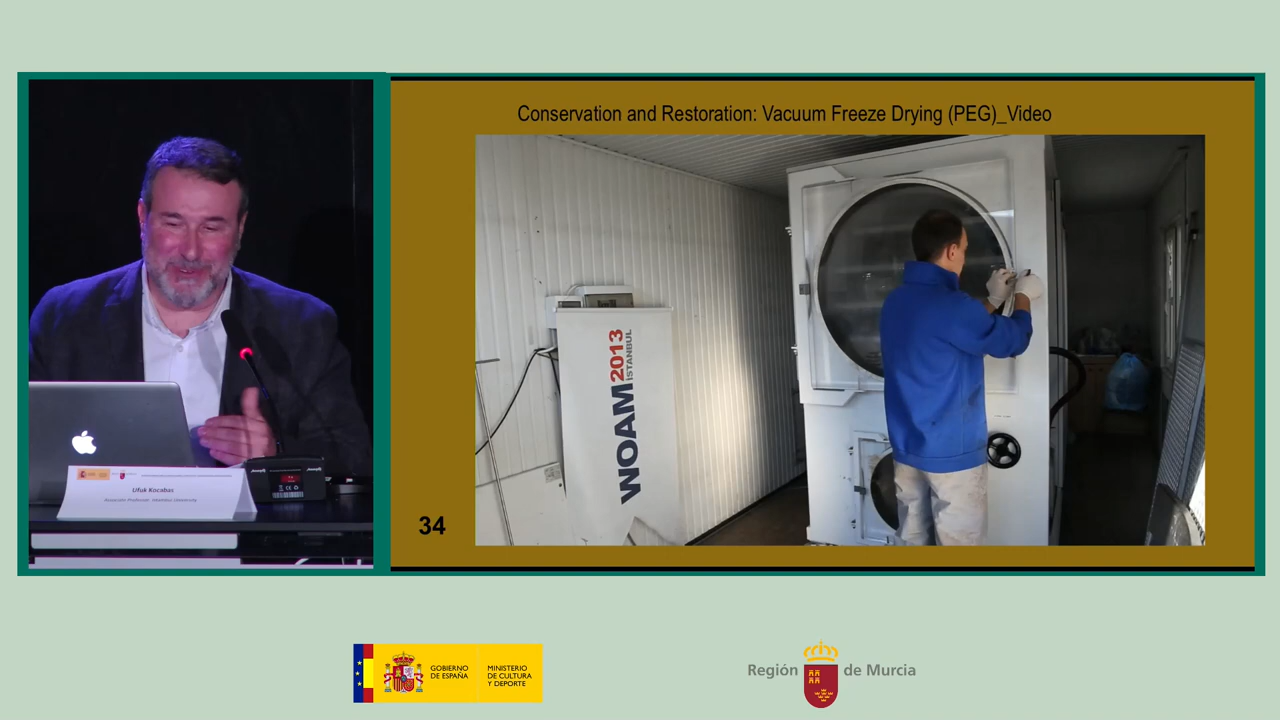 Conservation and Restoration: Vacuum Freeze Drying (PEG)_Video
WOAM 2013
ISTANBUL
34
Ufuk Kocabas
GOBIERNO
DE ESPAÑA
MINISTERIO
DE CULTURA
Y DEPORTE
Región de Murcia